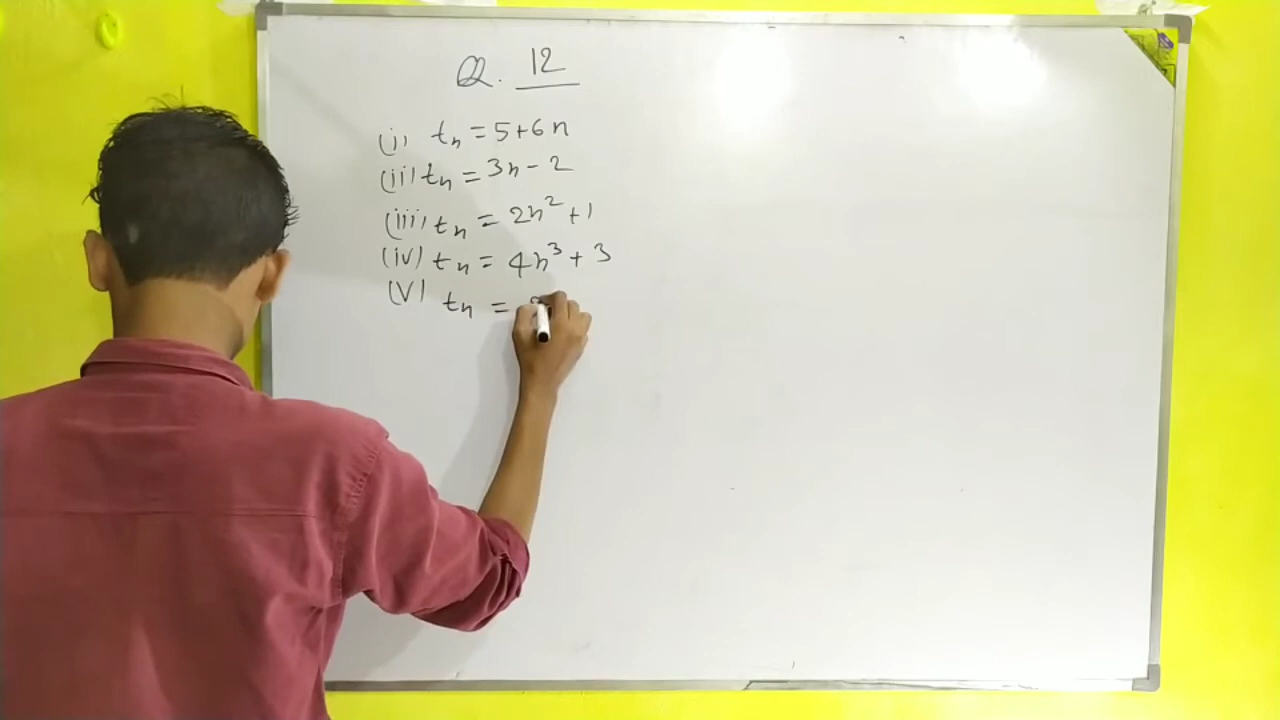 Q. 12
(i) tₙ = 5+6n
(ii) tₙ = 3n - 2
(iii) tₙ = 2n² + 1
(iv) tₙ = 4n³ + 3
(v) tₙ =